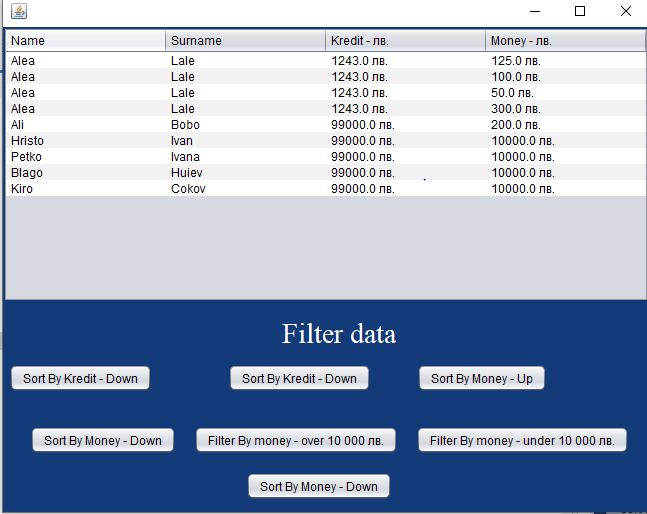 Name Surname Kredit - лв. Money - лв.
Alea Lale 1243.0 лв. 125.0 лв.
Alea Lale 1243.0 лв. 100.0 лв.
Alea Lale 1243.0 лв. 50.0 лв.
Alea Lale 1243.0 лв. 300.0 лв.
Ali Bobo 99000.0 лв. 200.0 лв.
Hristo Ivan 99000.0 лв. 10000.0 лв.
Petko Ivana 99000.0 лв. 10000.0 лв.
Blago Huiev 99000.0 лв. 10000.0 лв.
Kiro Cokov 99000.0 лв. 10000.0 лв.
Filter data
Sort By Kredit - Down Sort By Kredit - Down Sort By Money - Up
Sort By Money - Down Filter By money - over 10 000 лв. Filter By money - under 10 000 лв.
Sort By Money - Down